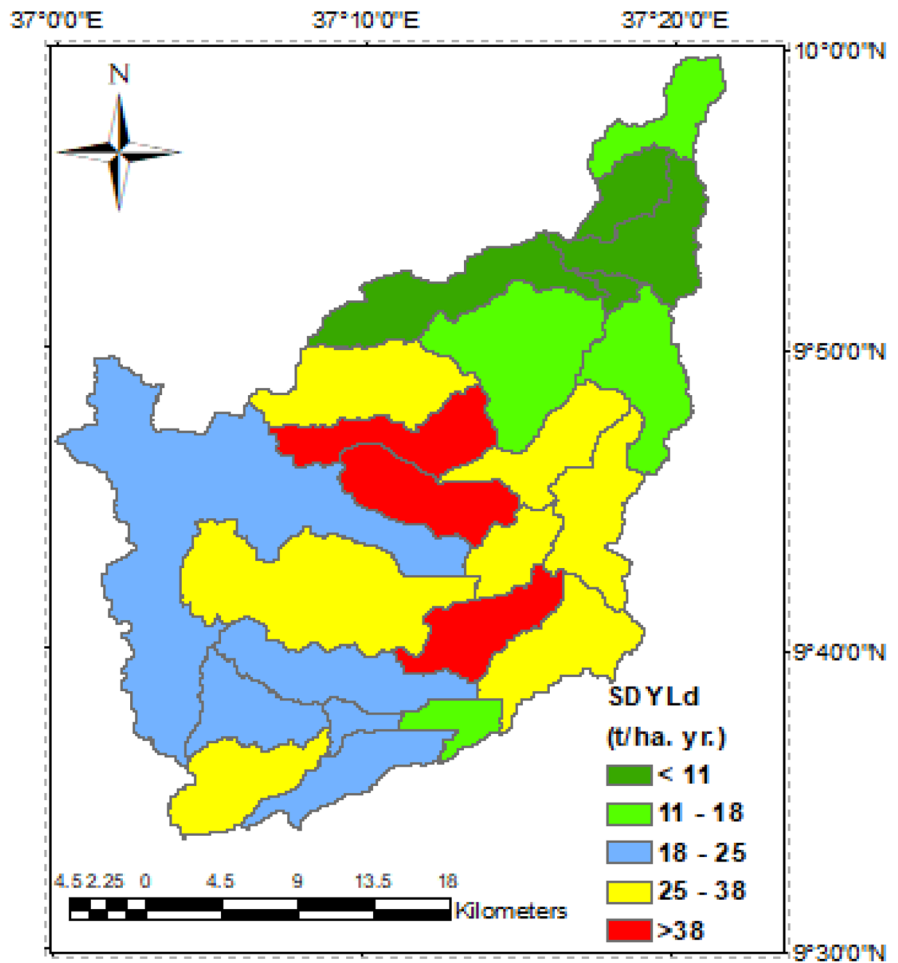 37°0'0"E 37°10'0"E 37°20'0"E
10°0'0"N
N
9°50'0"N
9°40'0"N
SDYLd
(t/ha. yr.)
< 11
11 - 18
18 - 25
25 - 38
>38
4.5 2.25 0 4.5 9 13.5 18
Kilometers
9°30'0"N